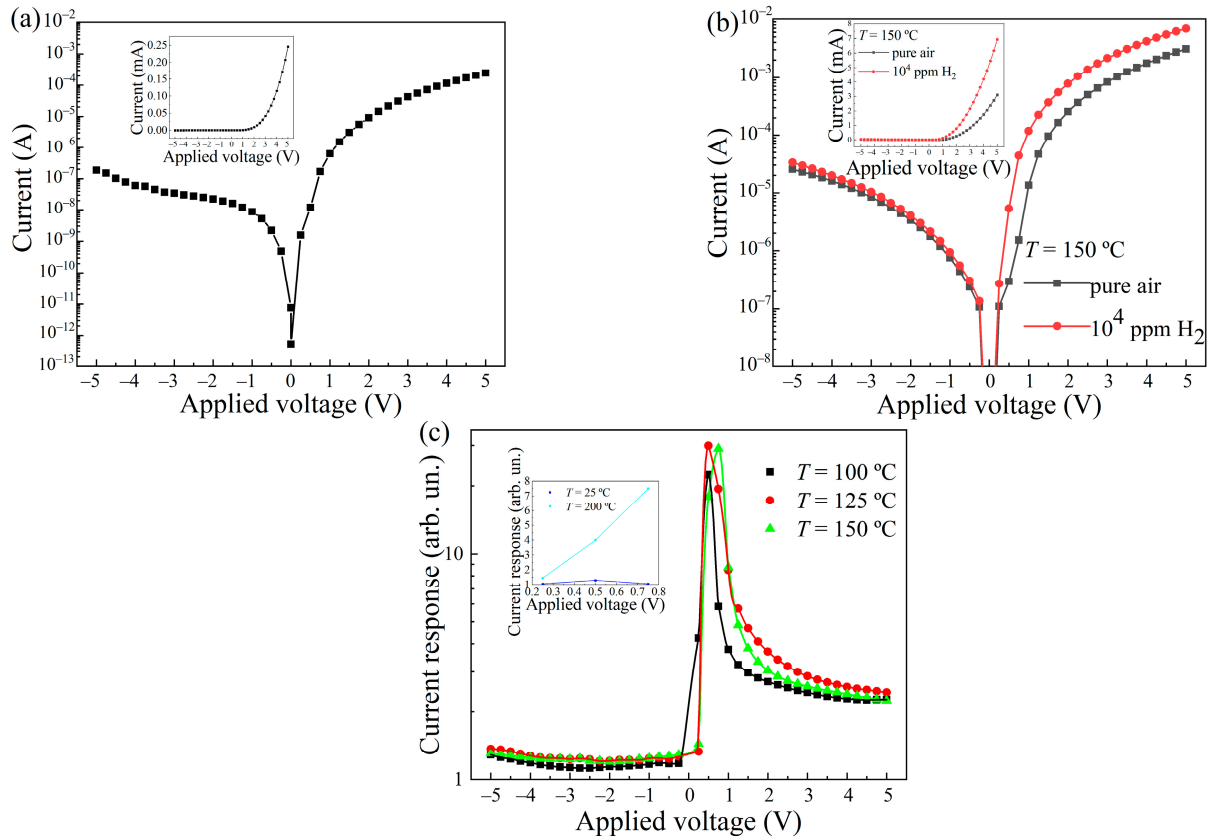 (a)
10⁻²
10⁻³
10⁻⁴
10⁻⁵
10⁻⁶
10⁻⁷
10⁻⁸
10⁻⁹
10⁻¹⁰
10⁻¹¹
10⁻¹²
10⁻¹³
Current (A)
−5 −4 −3 −2 −1 0 1 2 3 4 5
Applied voltage (V)
0.25
0.20
0.15
0.10
0.05
0.00
Current (mA)
−5 −4 −3 −2 −1 0 1 2 3 4 5
Applied voltage (V)
(b)
10⁻²
10⁻³
10⁻⁴
10⁻⁵
10⁻⁶
10⁻⁷
10⁻⁸
Current (A)
−5 −4 −3 −2 −1 0 1 2 3 4 5
Applied voltage (V)
T = 150 ºC
pure air
10⁴ ppm H₂
8
7
6
5
4
3
2
1
0
Current (mA)
−5 −4 −3 −2 −1 0 1 2 3 4 5
Applied voltage (V)
T = 150 ºC
pure air
10⁴ ppm H₂
(c)
10
1
Current response (arb. un.)
−5 −4 −3 −2 −1 0 1 2 3 4 5
Applied voltage (V)
T = 100 ºC
T = 125 ºC
T = 150 ºC
8
7
6
5
4
3
2
1
Current response (arb. un.)
0.2 0.3 0.4 0.5 0.6 0.7 0.8
Applied voltage (V)
T = 25 ºC
T = 200 ºC